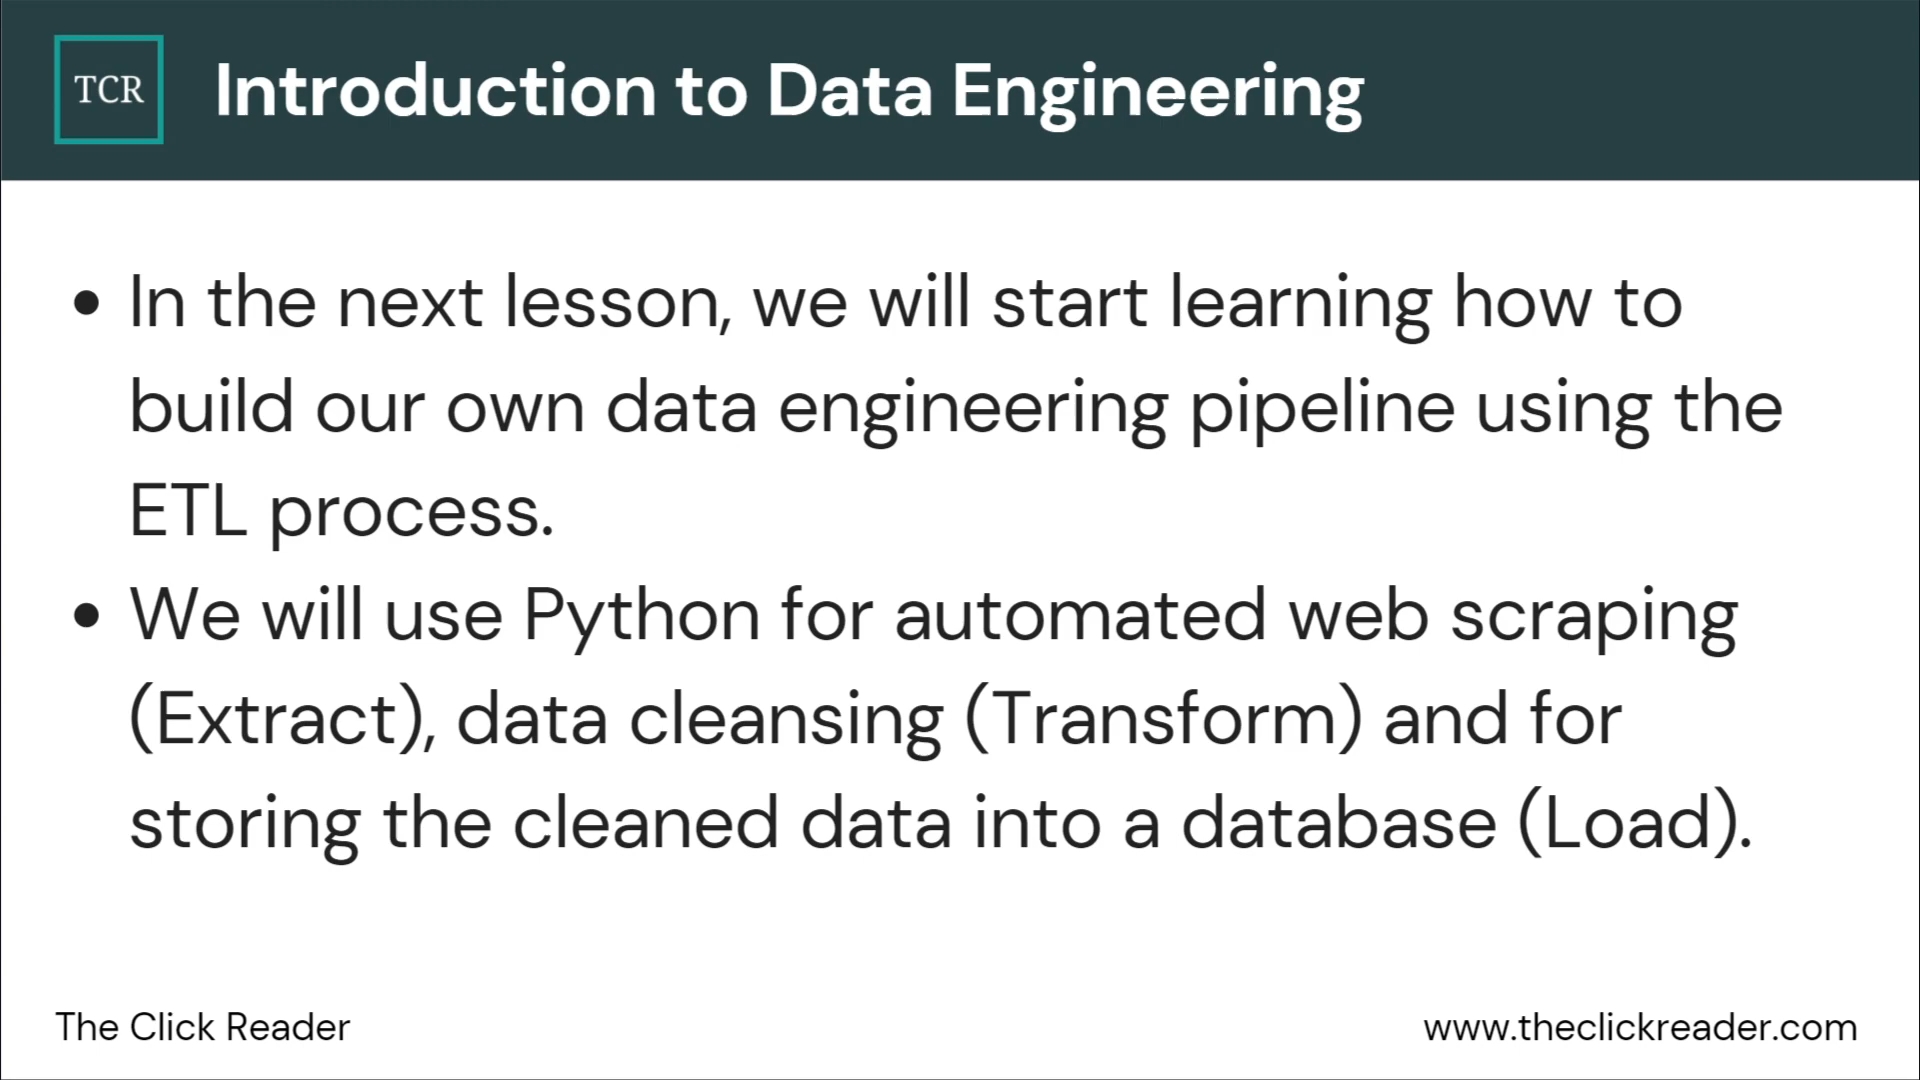 TCR
Introduction to Data Engineering
• In the next lesson, we will start learning how to
build our own data engineering pipeline using the
ETL process.
• We will use Python for automated web scraping
(Extract), data cleansing (Transform) and for
storing the cleaned data into a database (Load).
The Click Reader
www.theclickreader.com